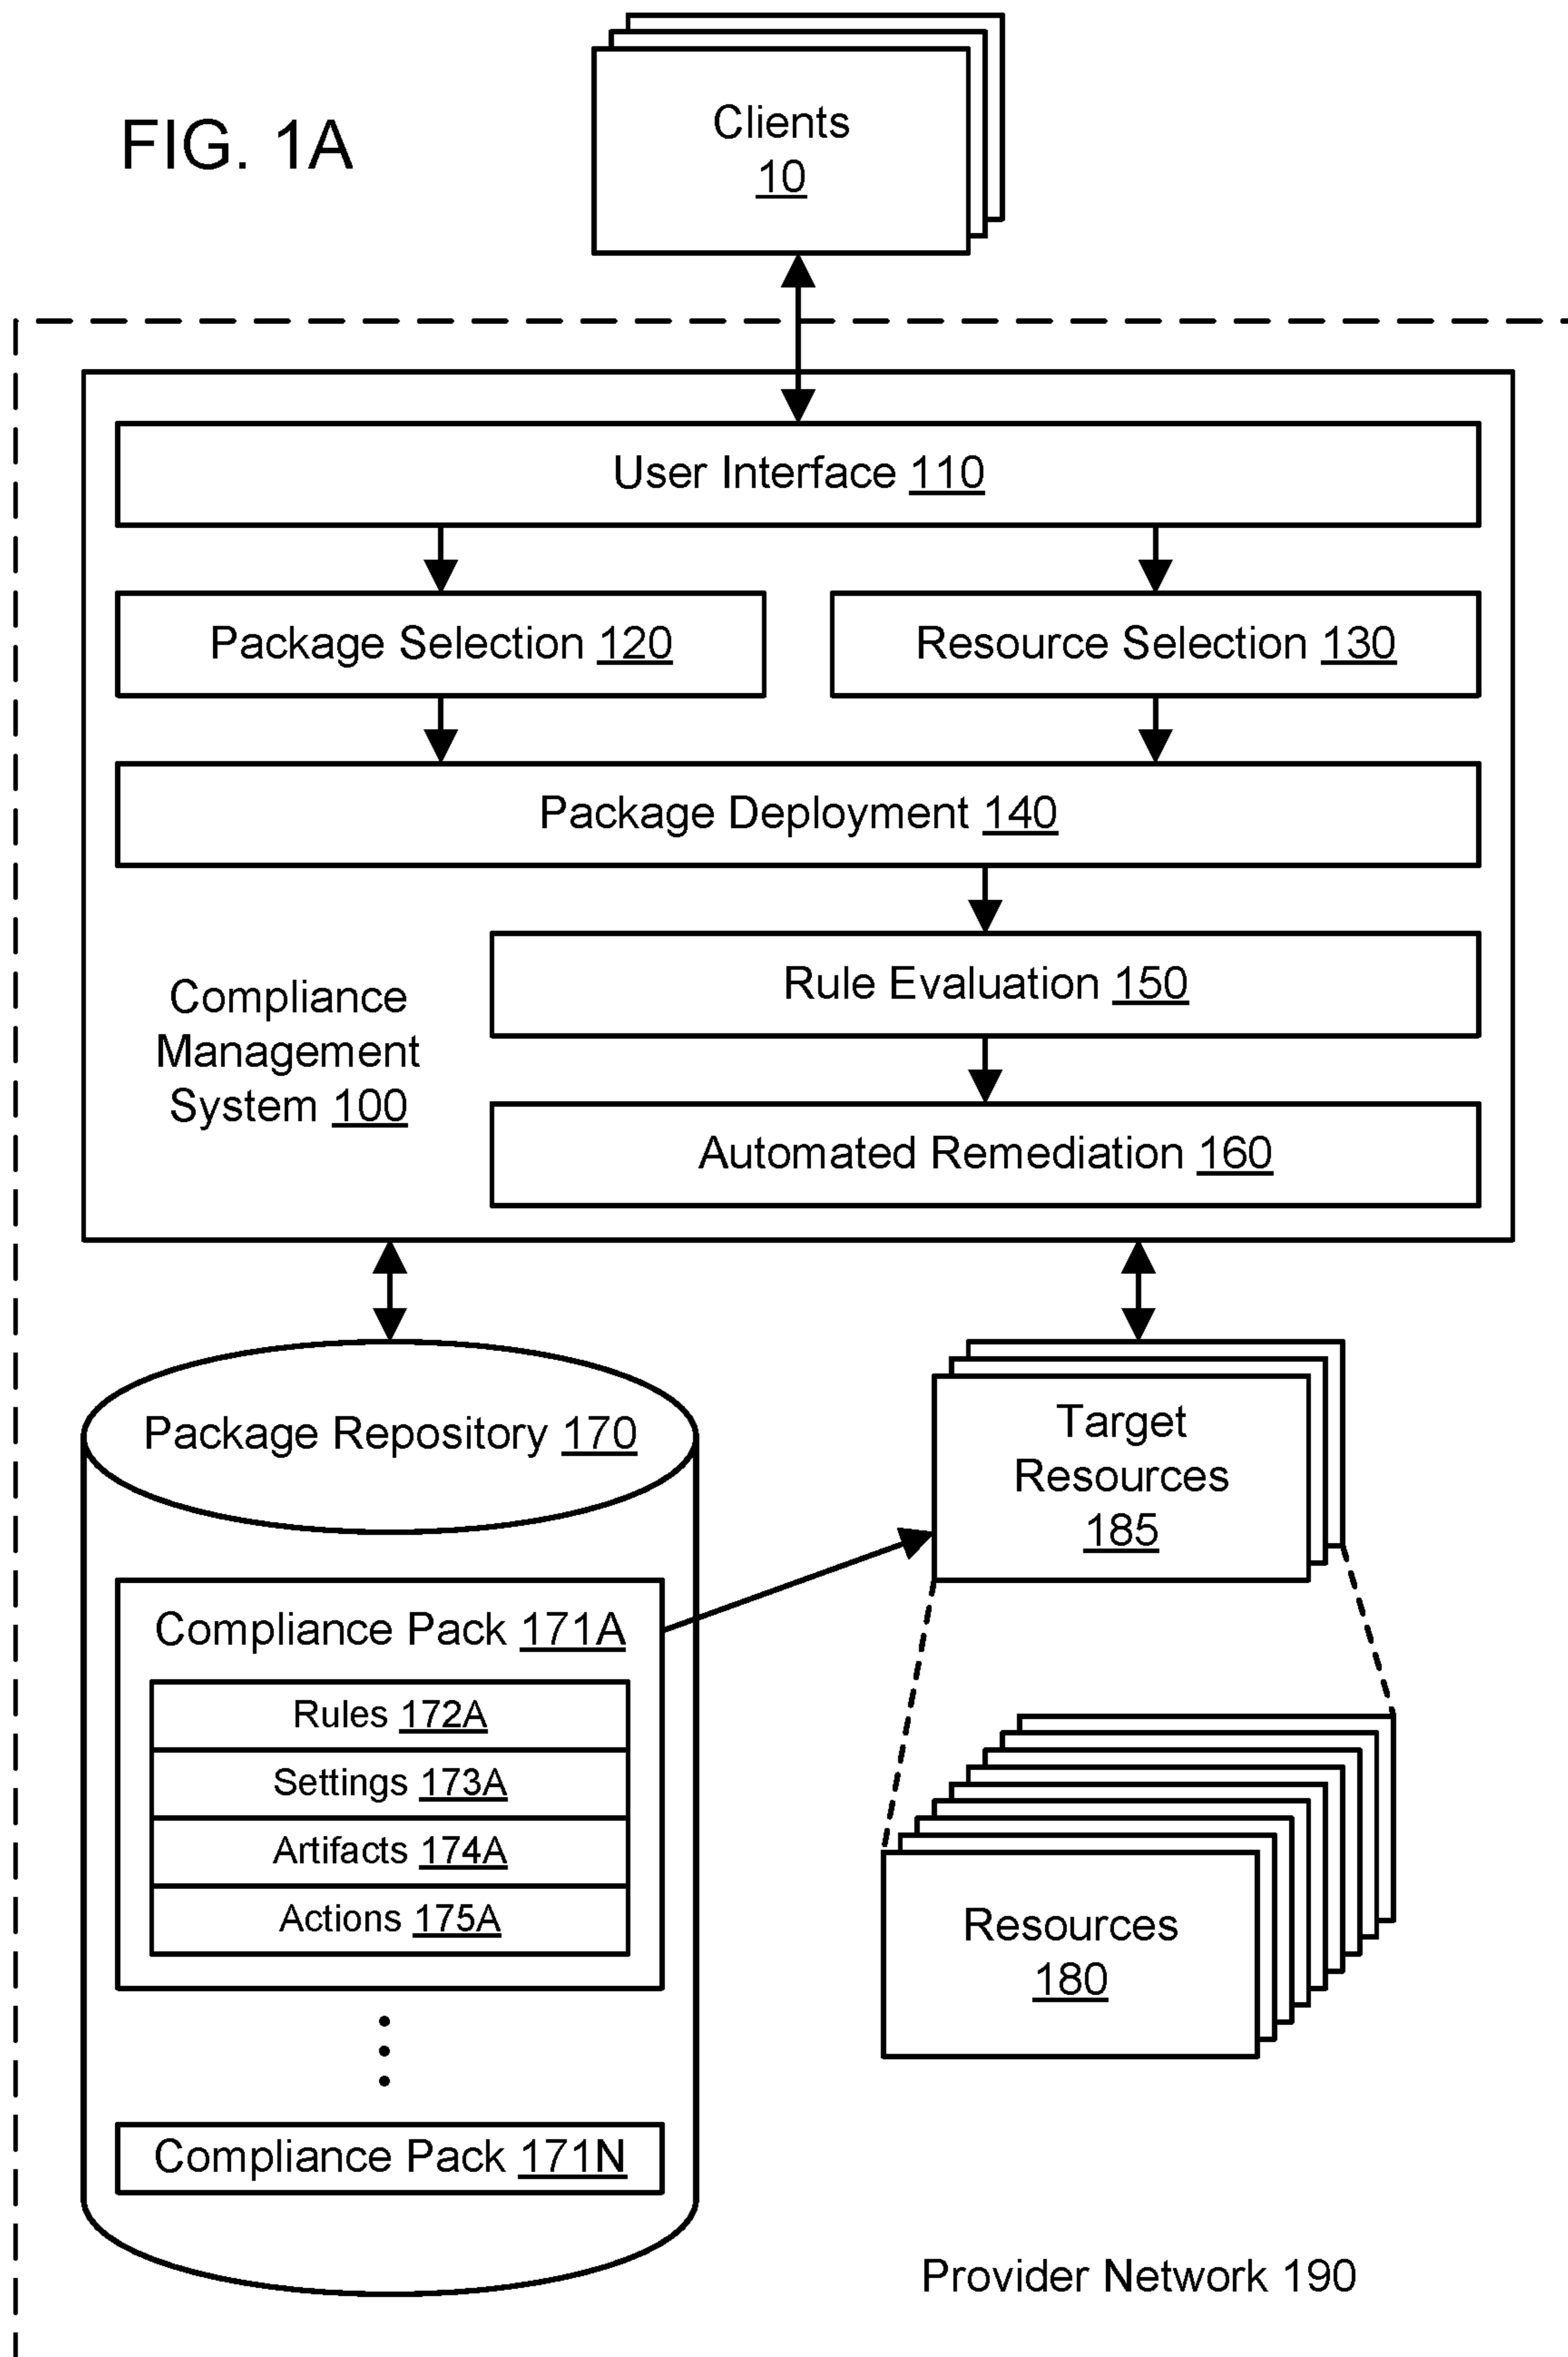 FIG. 1A
Clients
10
User Interface 110
Package Selection 120
Resource Selection 130
Package Deployment 140
Rule Evaluation 150
Compliance
Management
System 100
Automated Remediation 160
Package Repository 170
Target
Resources
185
Compliance Pack 171A
Rules 172A
Settings 173A
Artifacts 174A
Actions 175A
Resources
180
Compliance Pack 171N
Provider Network 190